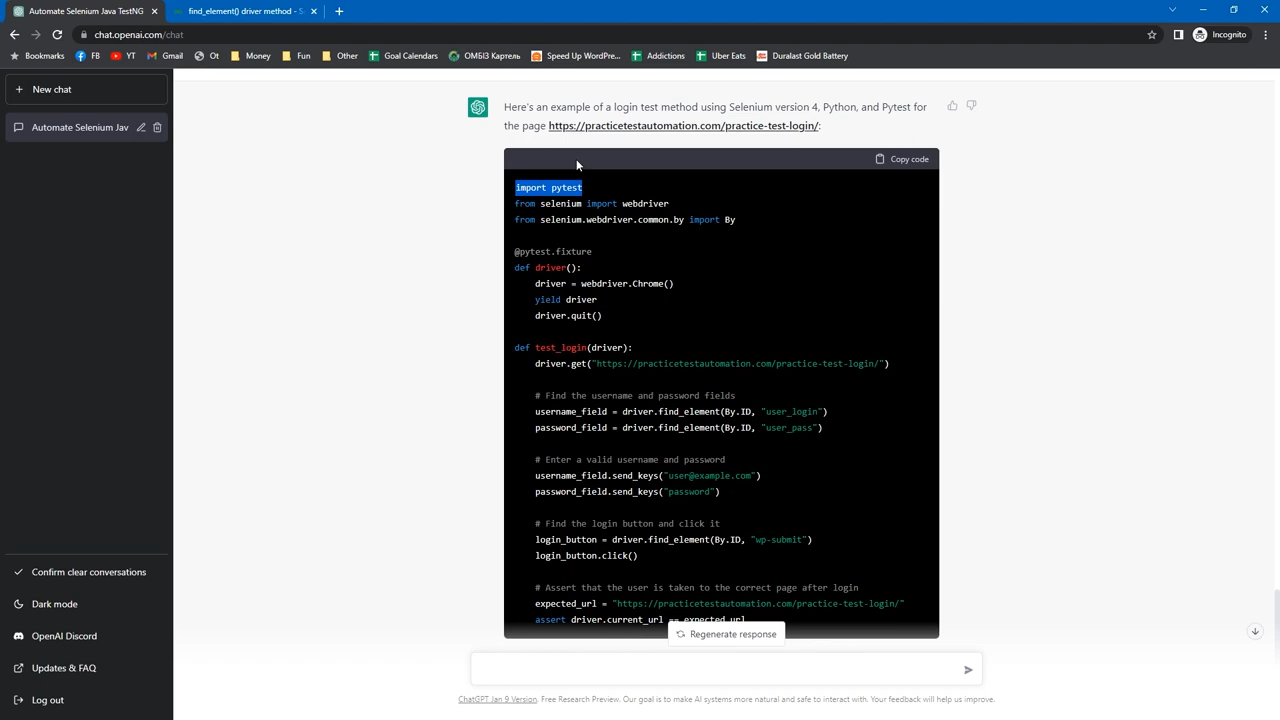 Automate Selenium Java TestNG
find_element() driver method - S
chat.openai.com/chat
Incognito
Bookmarks
FB
YT
Gmail
Ot
Money
Fun
Other
Goal Calendars
ОМБІЗ Картель
Speed Up WordPre...
Addictions
Uber Eats
Duralast Gold Battery
New chat
Automate Selenium Jav
Here's an example of a login test method using Selenium version 4, Python, and Pytest for
the page https://practicetestautomation.com/practice-test-login/:
Copy code
import pytest
from selenium import webdriver
from selenium.webdriver.common.by import By
@pytest.fixture
def driver():
driver = webdriver.Chrome()
yield driver
driver.quit()
def test_login(driver):
driver.get("https://practicetestautomation.com/practice-test-login/")
# Find the username and password fields
username_field = driver.find_element(By.ID, "user_login")
password_field = driver.find_element(By.ID, "user_pass")
# Enter a valid username and password
username_field.send_keys("user@example.com")
password_field.send_keys("password")
# Find the login button and click it
login_button = driver.find_element(By.ID, "wp-submit")
login_button.click()
# Assert that the user is taken to the correct page after login
expected_url = "https://practicetestautomation.com/practice-test-login/"
assert driver.current_url == expected_url
Regenerate response
Confirm clear conversations
Dark mode
OpenAI Discord
Updates & FAQ
Log out
ChatGPT Jan 9 Version. Free Research Preview. Our goal is to make AI systems more natural and safe to interact with. Your feedback will help us improve.